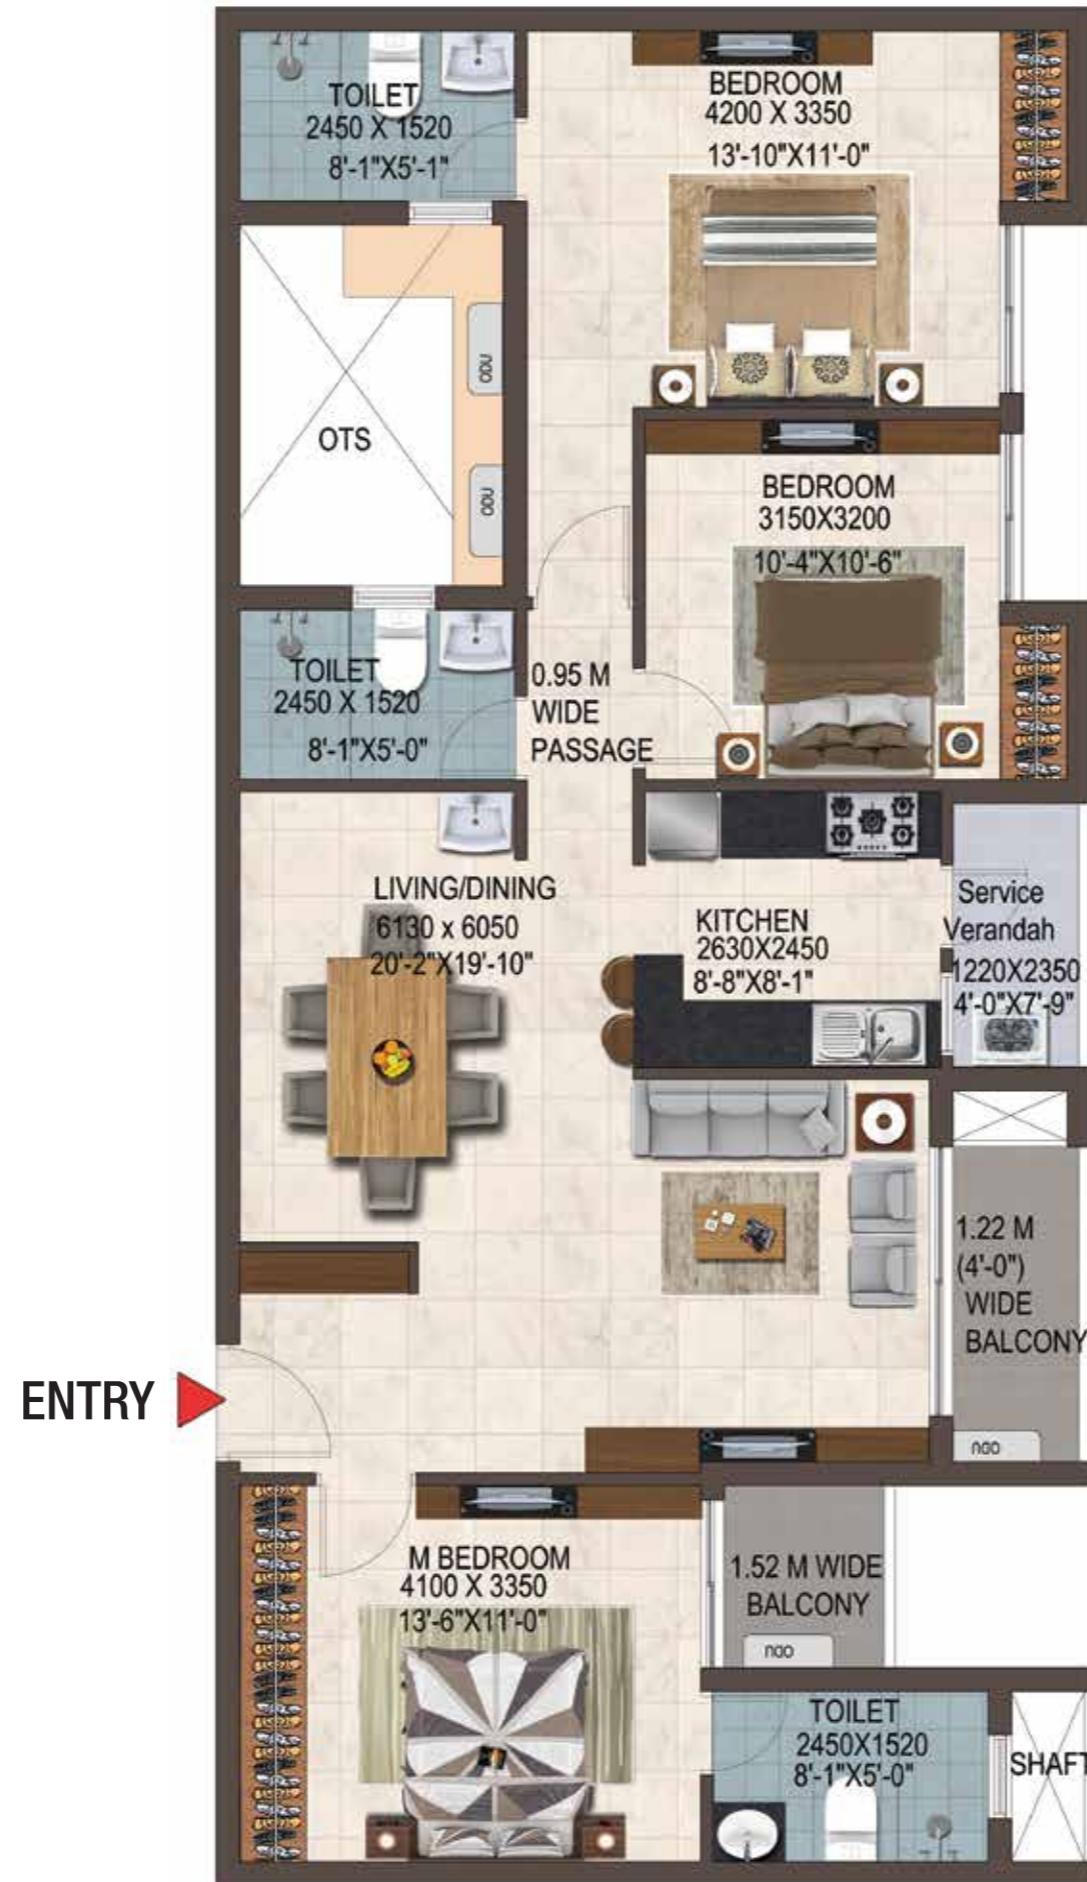 TOILET
2450 X 1520
8'-1"X5'-1"
BEDROOM
4200 X 3350
13'-10"X11'-0"
OTS
ODU
ODU
BEDROOM
3150X3200
10'-4"X10'-6"
TOILET
2450 X 1520
8'-1"X5'-0"
0.95 M
WIDE
PASSAGE
LIVING/DINING
6130 x 6050
20'-2"X19'-10"
KITCHEN
2630X2450
8'-8"X8'-1"
Service
Verandah
1220X2350
4'-0"X7'-9"
1.22 M
(4'-0")
WIDE
BALCONY
ODU
ENTRY
M BEDROOM
4100 X 3350
13'-6"X11'-0"
1.52 M WIDE
BALCONY
ODU
TOILET
2450X1520
8'-1"X5'-0"
SHAFT